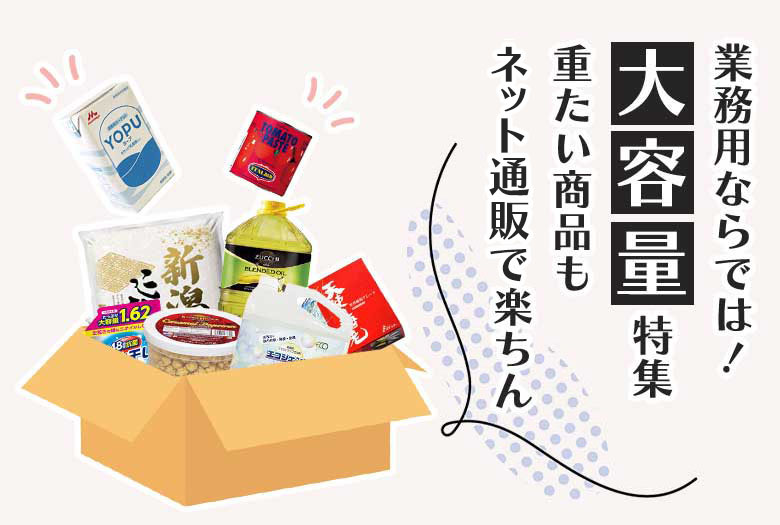 業務用ならでは!
大容量特集
重たい商品も
ネット通販で楽ちん
YOPU
TOMATO
PASTE
ITALIAN
新潟
ZUCCHI
BLENDED OIL
大容量1.62